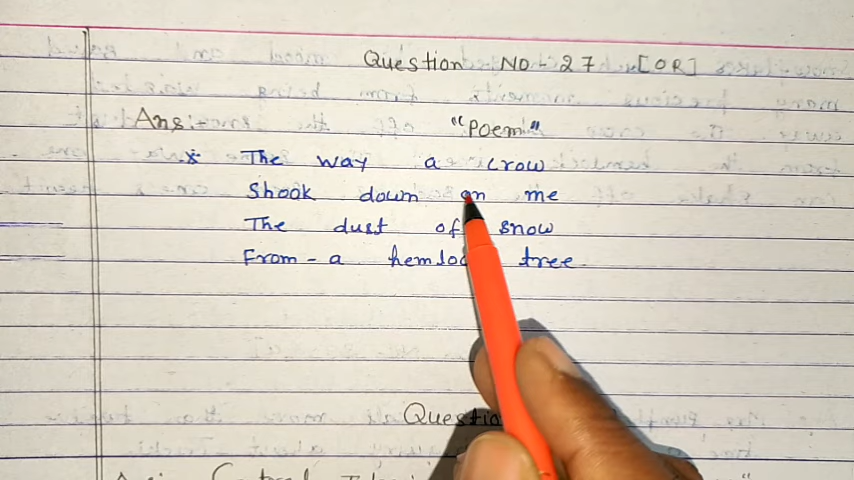 Question NO - 27 [OR]
Ans:- "Poem"
* The way a crow
Shook down on me
The dust of snow
From - a hemlock tree
Question